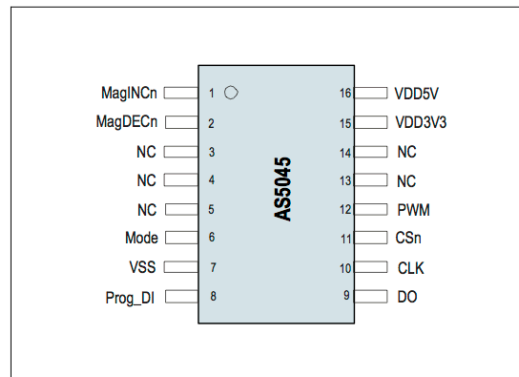 MagINCn 1 16 VDD5V
MagDECn 2 15 VDD3V3
NC 3 14 NC
NC 4 13 NC
NC 5 12 PWM
Mode 6 11 CSn
VSS 7 10 CLK
Prog_DI 8 9 DO
AS5045